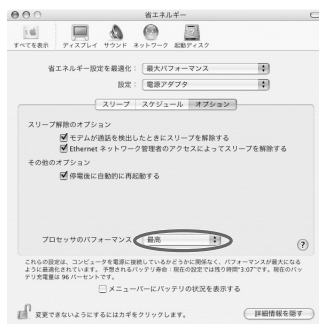 省エネルギー
すべてを表示 ディスプレイ サウンド ネットワーク 起動ディスク
省エネルギー設定を最適化： 最大パフォーマンス
設定： 電源アダプタ
スリープ スケジュール オプション
スリープ解除のオプション
モデムが通話を検出したときにスリープを解除する
Ethernet ネットワーク管理者のアクセスによってスリープを解除する
その他のオプション
停電後に自動的に再起動する
プロセッサのパフォーマンス 最高
?
これらの設定は、コンピュータを電源に接続しているかどうかに関係なく、パフォーマンスが最大になる
ように最適化されています。 予想されるバッテリ寿命：現在の設定では残り時間“3:07”です。現在のバッ
テリ充電量は 96 パーセントです。
メニューバーにバッテリの状況を表示する
変更できないようにするにはカギをクリックします。 詳細情報を隠す